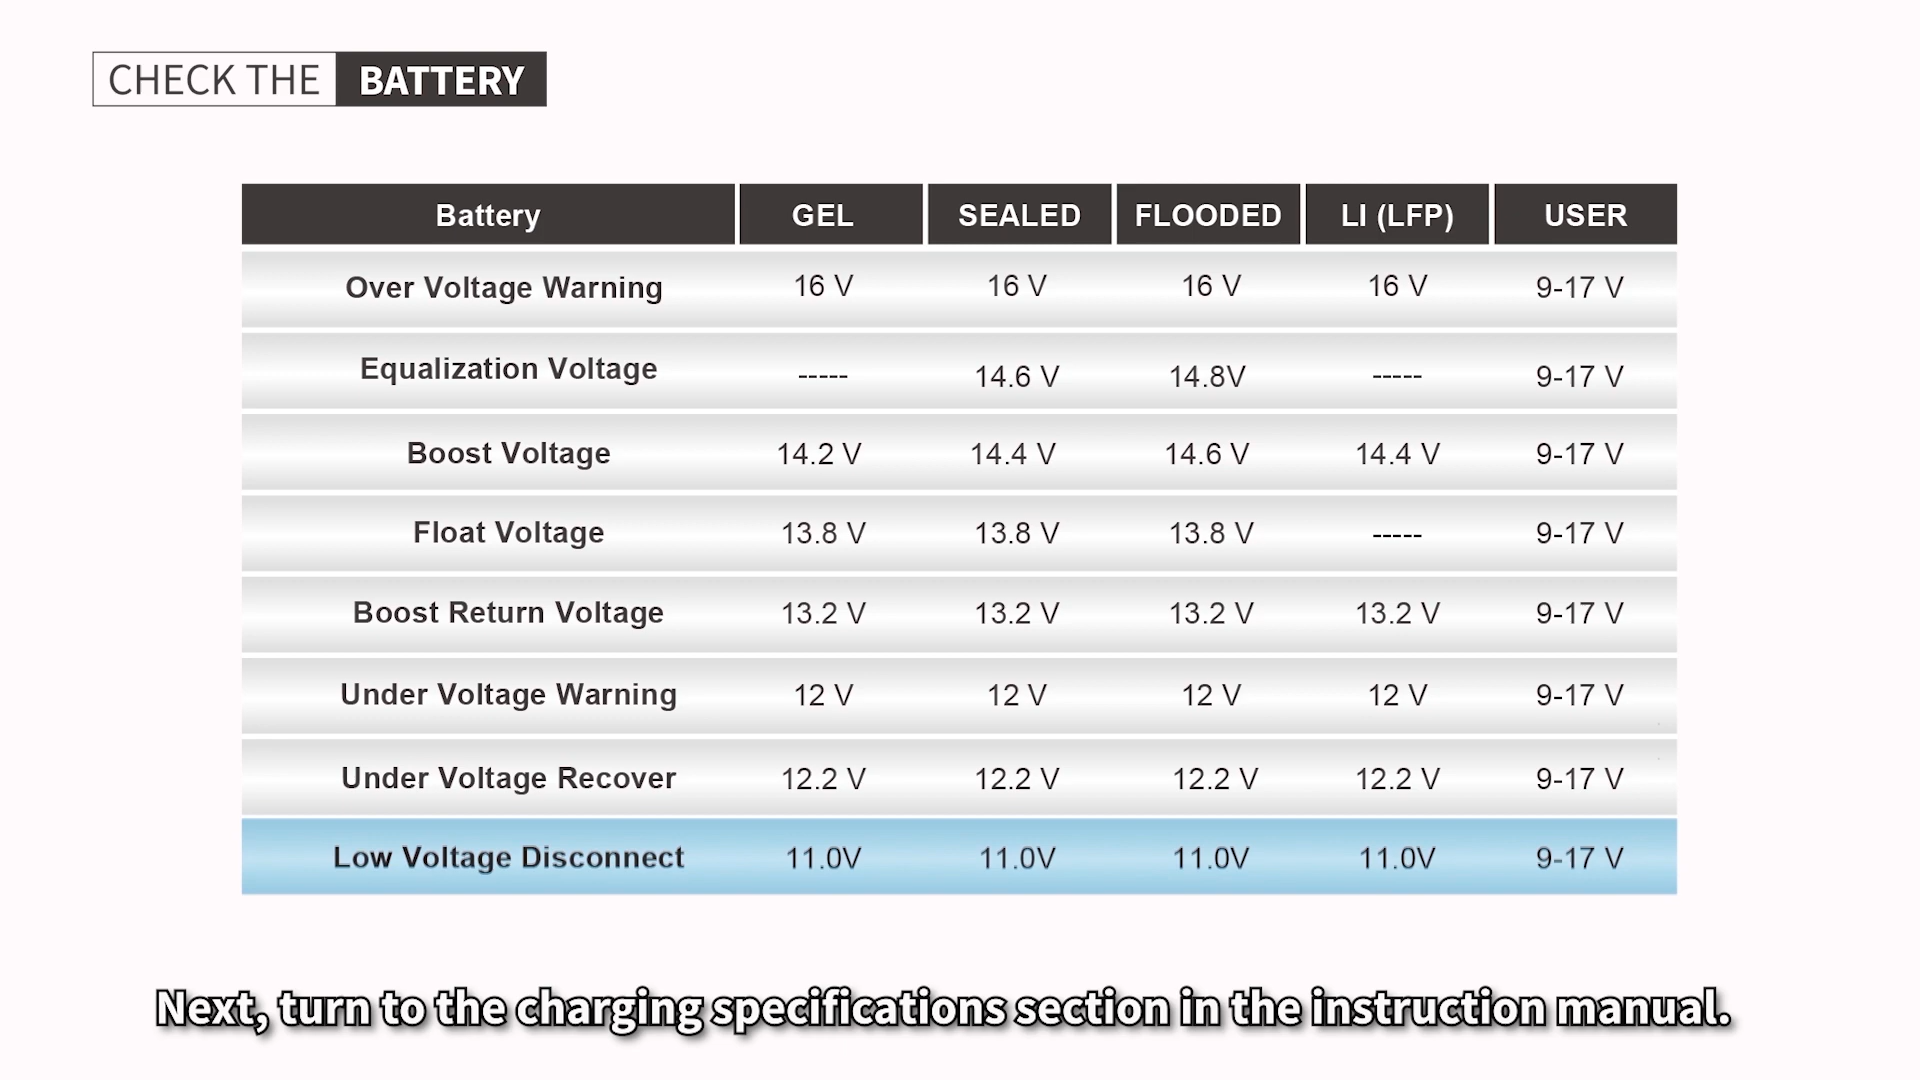 CHECK THE BATTERY
Battery GEL SEALED FLOODED LI (LFP) USER
Over Voltage Warning 16 V 16 V 16 V 16 V 9-17 V
Equalization Voltage ----- 14.6 V 14.8V ----- 9-17 V
Boost Voltage 14.2 V 14.4 V 14.6 V 14.4 V 9-17 V
Float Voltage 13.8 V 13.8 V 13.8 V ----- 9-17 V
Boost Return Voltage 13.2 V 13.2 V 13.2 V 13.2 V 9-17 V
Under Voltage Warning 12 V 12 V 12 V 12 V 9-17 V
Under Voltage Recover 12.2 V 12.2 V 12.2 V 12.2 V 9-17 V
Low Voltage Disconnect 11.0V 11.0V 11.0V 11.0V 9-17 V
Next, turn to the charging specifications section in the instruction manual.